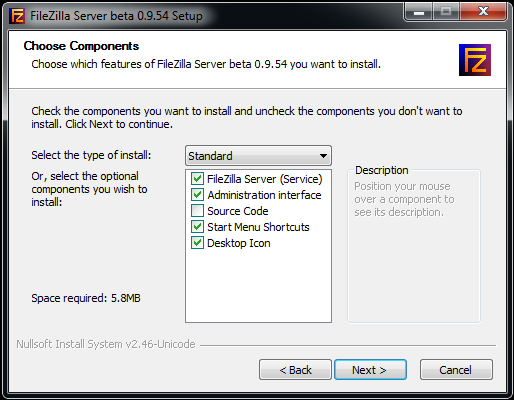 FileZilla Server beta 0.9.54 Setup
Choose Components
Choose which features of FileZilla Server beta 0.9.54 you want to install.
FZ
Check the components you want to install and uncheck the components you don't want to
install. Click Next to continue.
Select the type of install:
Standard
Or, select the optional
components you wish to
install:
FileZilla Server (Service)
Administration interface
Source Code
Start Menu Shortcuts
Desktop Icon
Description
Position your mouse
over a component to
see its description.
Space required: 5.8MB
Nullsoft Install System v2.46-Unicode
< Back
Next >
Cancel